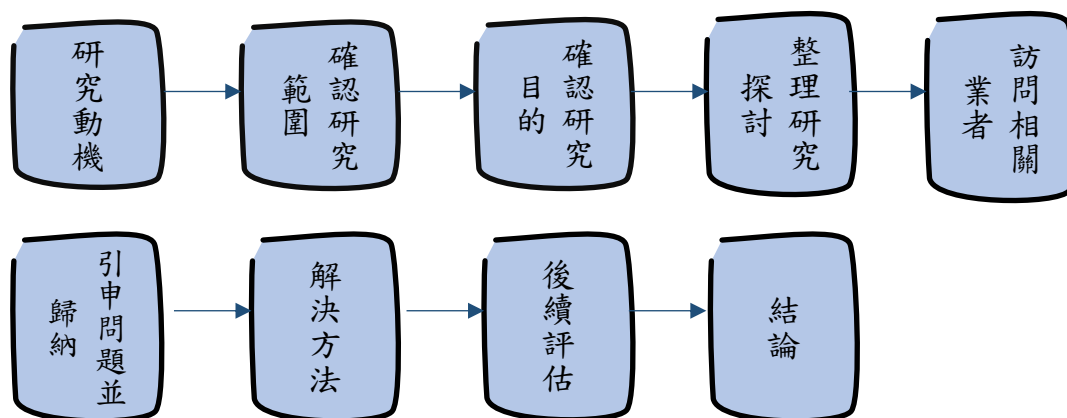 研究動機
確認研究
範圍
確認研究
目的
整理研究
探討
訪問相關
業者
引申問題並
歸納
解決方法
後續評估
結論